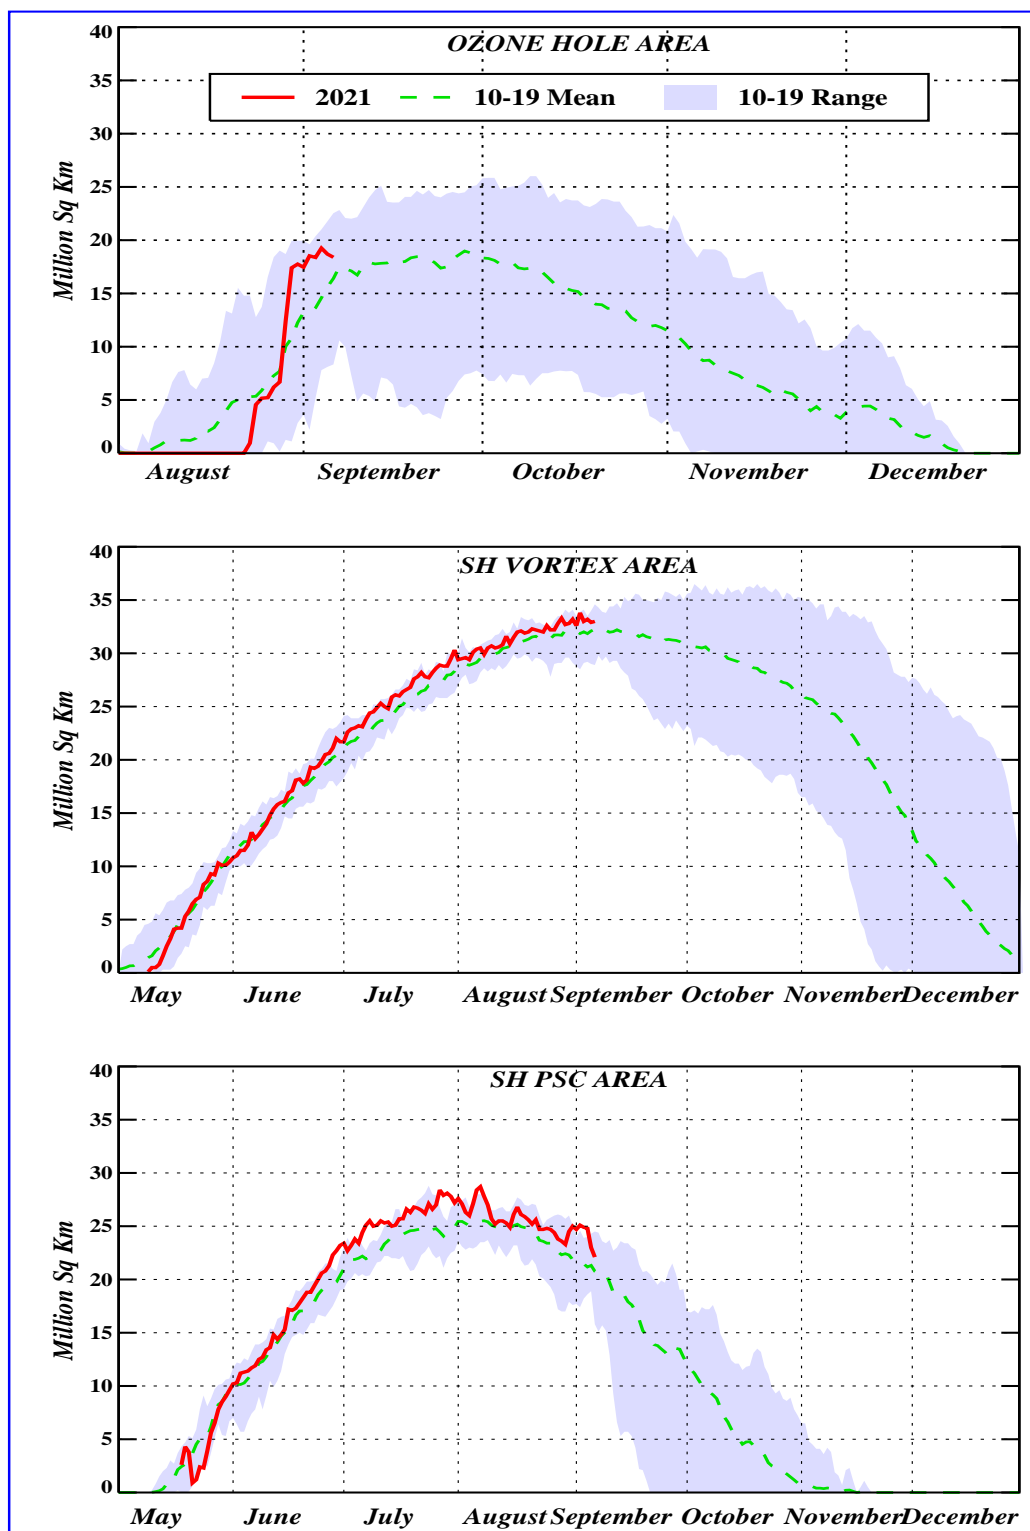 OZONE HOLE AREA
2021 10-19 Mean 10-19 Range
Million Sq Km
40
35
30
25
20
15
10
5
0
August September October November December
SH VORTEX AREA
Million Sq Km
40
35
30
25
20
15
10
5
0
May June July August September October November December
SH PSC AREA
Million Sq Km
40
35
30
25
20
15
10
5
0
May June July August September October November December